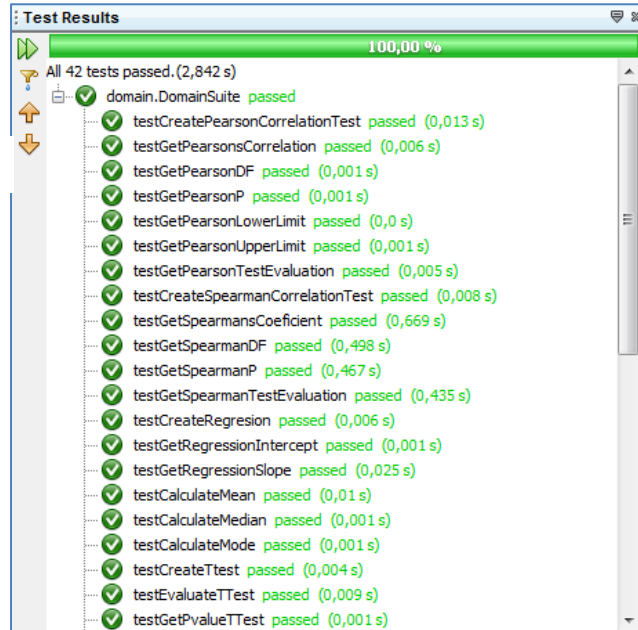 Test Results
100,00 %
All 42 tests passed.(2,842 s)
domain.DomainSuite passed
testCreatePearsonCorrelationTest passed (0,013 s)
testGetPearsonsCorrelation passed (0,006 s)
testGetPearsonDF passed (0,001 s)
testGetPearsonP passed (0,001 s)
testGetPearsonLowerLimit passed (0,0 s)
testGetPearsonUpperLimit passed (0,001 s)
testGetPearsonTestEvaluation passed (0,005 s)
testCreateSpearmanCorrelationTest passed (0,008 s)
testGetSpearmansCoeficient passed (0,669 s)
testGetSpearmanDF passed (0,498 s)
testGetSpearmanP passed (0,467 s)
testGetSpearmanTestEvaluation passed (0,435 s)
testCreateRegresion passed (0,006 s)
testGetRegressionIntercept passed (0,001 s)
testGetRegressionSlope passed (0,025 s)
testCalculateMean passed (0,01 s)
testCalculateMedian passed (0,001 s)
testCalculateMode passed (0,001 s)
testCreateTtest passed (0,004 s)
testEvaluateTTest passed (0,009 s)
testGetPvalueTTest passed (0,001 s)